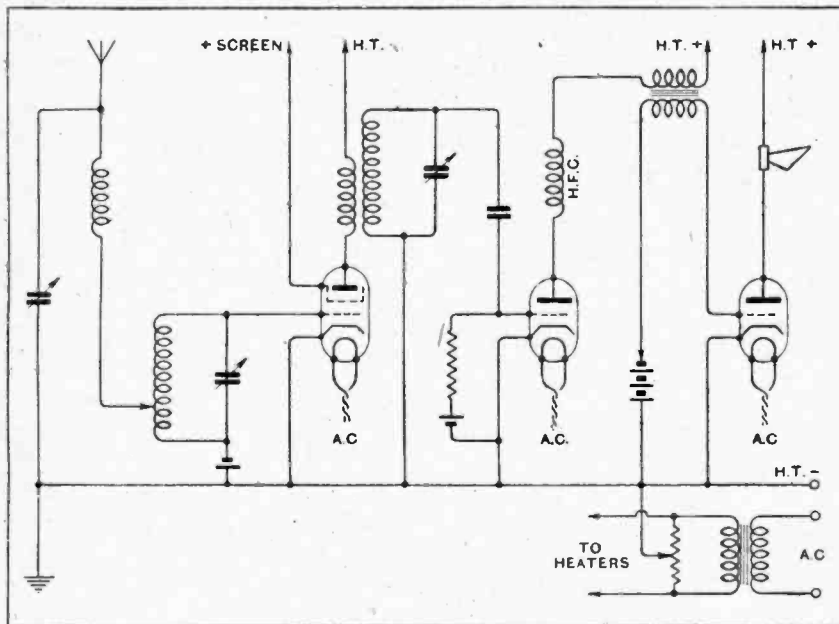 + SCREEN
H.T.
H.T. +
H.T +
H.F.C.
A.C
A.C.
A.C
H.T. -
TO
HEATERS
A.C